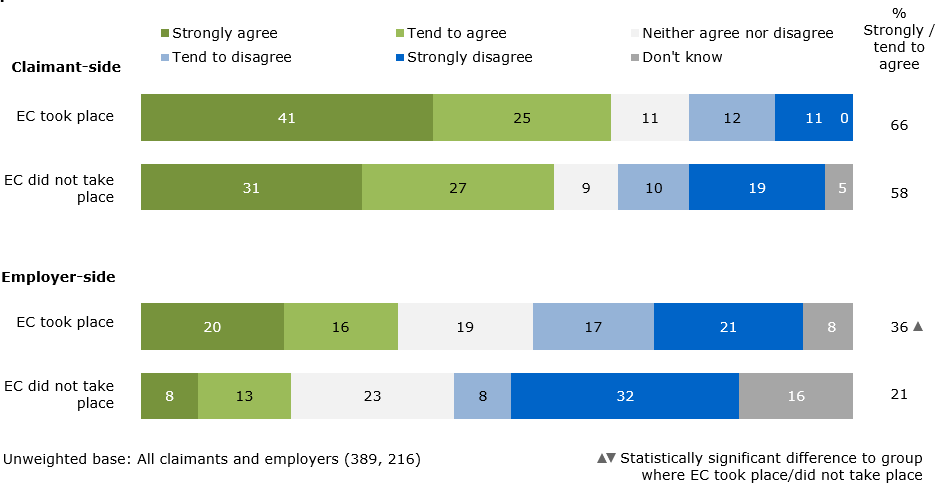 Strongly agree
Tend to agree
Neither agree nor disagree
Tend to disagree
Strongly disagree
Don't know
%
Strongly /
tend to
agree
Claimant-side
EC took place
41 25 11 12 11 0
66
EC did not take
place
31 27 9 10 19 5
58
Employer-side
EC took place
20 16 19 17 21 8
36 ▲
EC did not take
place
8 13 23 8 32 16
21
Unweighted base: All claimants and employers (389, 216)
▲▼ Statistically significant difference to group
where EC took place/did not take place